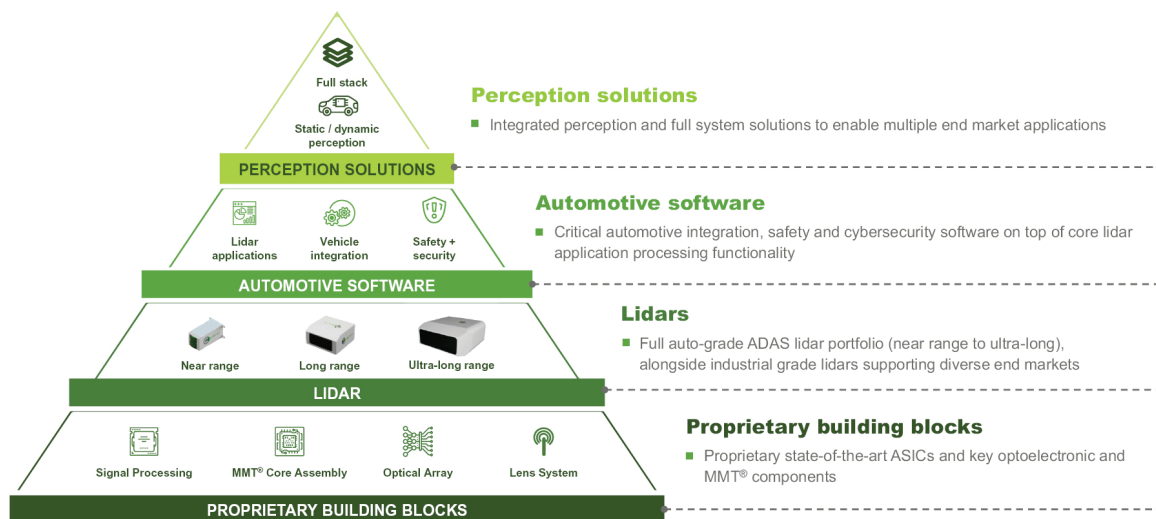 Full stack
Static / dynamic
perception
PERCEPTION SOLUTIONS
Perception solutions
Integrated perception and full system solutions to enable multiple end market applications
Lidar
applications
Vehicle
integration
Safety +
security
AUTOMOTIVE SOFTWARE
Automotive software
Critical automotive integration, safety and cybersecurity software on top of core lidar
application processing functionality
Near range
Long range
Ultra-long range
LIDAR
Lidars
Full auto-grade ADAS lidar portfolio (near range to ultra-long),
alongside industrial grade lidars supporting diverse end markets
Signal Processing
MMT® Core Assembly
Optical Array
Lens System
PROPRIETARY BUILDING BLOCKS
Proprietary building blocks
Proprietary state-of-the-art ASICs and key optoelectronic and
MMT® components